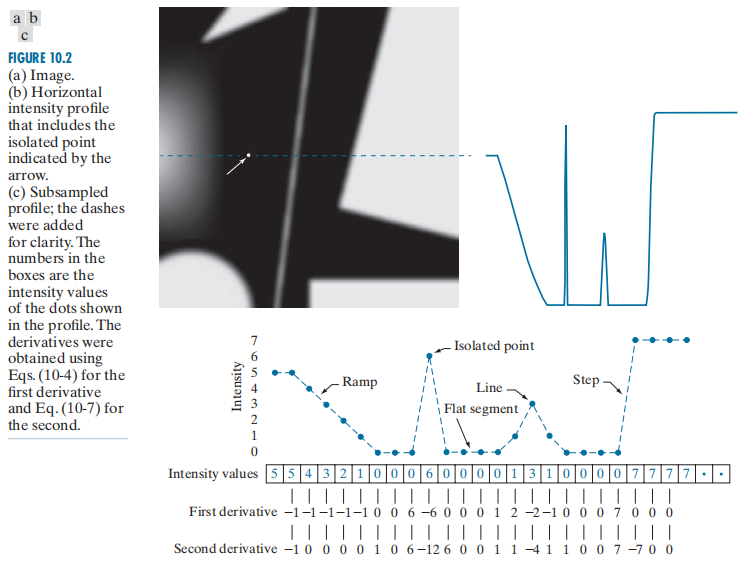 a b
c
FIGURE 10.2
(a) Image.
(b) Horizontal
intensity profile
that includes the
isolated point
indicated by the
arrow.
(c) Subsampled
profile; the dashes
were added
for clarity. The
numbers in the
boxes are the
intensity values
of the dots shown
in the profile. The
derivatives were
obtained using
Eqs. (10-4) for the
first derivative
and Eq. (10-7) for
the second.
Intensity
7
6
5
4
3
2
1
0
Ramp
Isolated point
Line
Flat segment
Step
Intensity values 5 5 4 3 2 1 0 0 0 6 0 0 0 0 1 3 1 0 0 0 0 7 7 7 7 · ·
First derivative −1 −1 −1 −1 −1 0 0 6 −6 0 0 0 1 2 −2 −1 0 0 0 7 0 0 0
Second derivative −1 0 0 0 0 1 0 6 −12 6 0 0 1 1 −4 1 1 0 0 7 −7 0 0